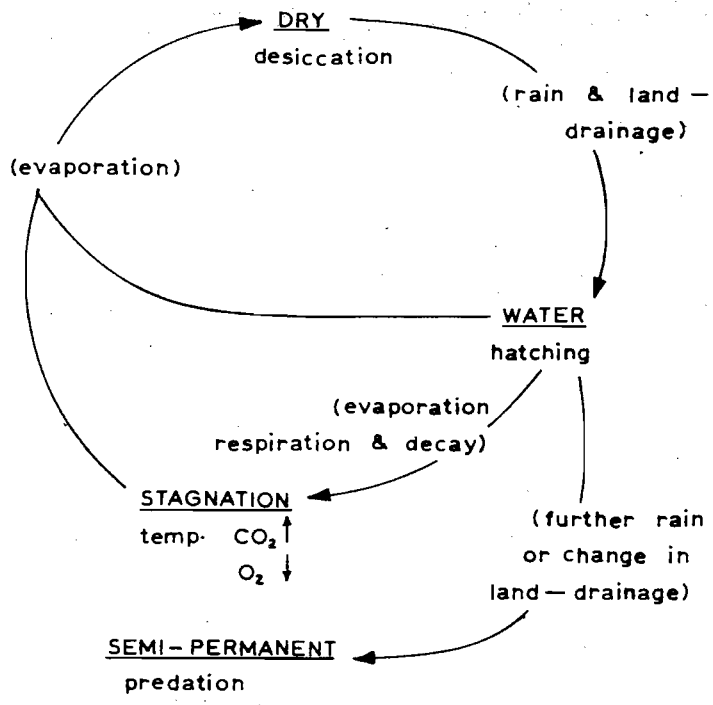 DRY
desiccation
(rain & land —
drainage)
(evaporation)
WATER
hatching
(evaporation
respiration & decay)
STAGNATION
temp. CO₂ ↑
O₂ ↓
(further rain
or change in
land — drainage)
SEMI – PERMANENT
predation